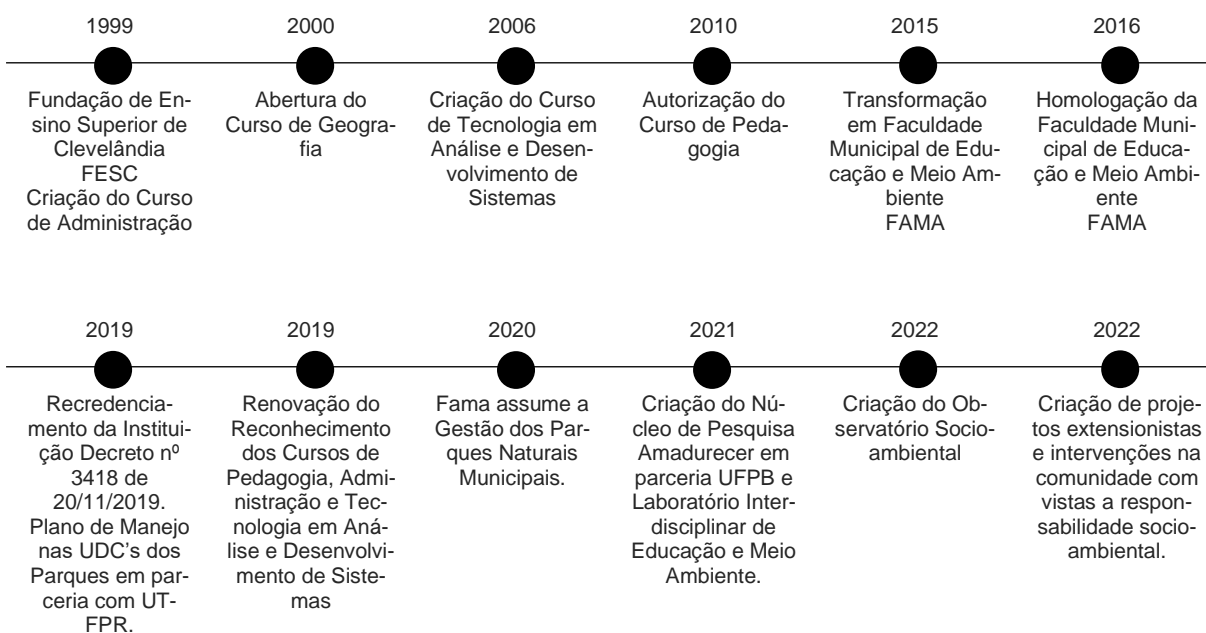 1999
Fundação de En-
sino Superior de
Clevelândia
FESC
Criação do Curso
de Administração
2000
Abertura do
Curso de Geogra-
fia
2006
Criação do Curso
de Tecnologia em
Análise e Desen-
volvimento de
Sistemas
2010
Autorização do
Curso de Peda-
gogia
2015
Transformação
em Faculdade
Municipal de Edu-
cação e Meio Am-
biente
FAMA
2016
Homologação da
Faculdade Muni-
cipal de Educa-
ção e Meio Ambi-
ente
FAMA
2019
Recredencia-
mento da Institui-
ção Decreto nº
3418 de
20/11/2019.
Plano de Manejo
nas UDC's dos
Parques em par-
ceria com UT-
FPR.
2019
Renovação do
Reconhecimento
dos Cursos de
Pedagogia, Admi-
nistração e Tec-
nologia em Aná-
lise e Desenvolvi-
mento de Siste-
mas
2020
Fama assume a
Gestão dos Par-
ques Naturais
Municipais.
2021
Criação do Nú-
cleo de Pesquisa
Amadurecer em
parceria UFPB e
Laboratório Inter-
disciplinar de
Educação e Meio
Ambiente.
2022
Criação do Ob-
servatório Socio-
ambiental
2022
Criação de proje-
tos extensionistas
e intervenções na
comunidade com
vistas a respon-
sabilidade socio-
ambiental.